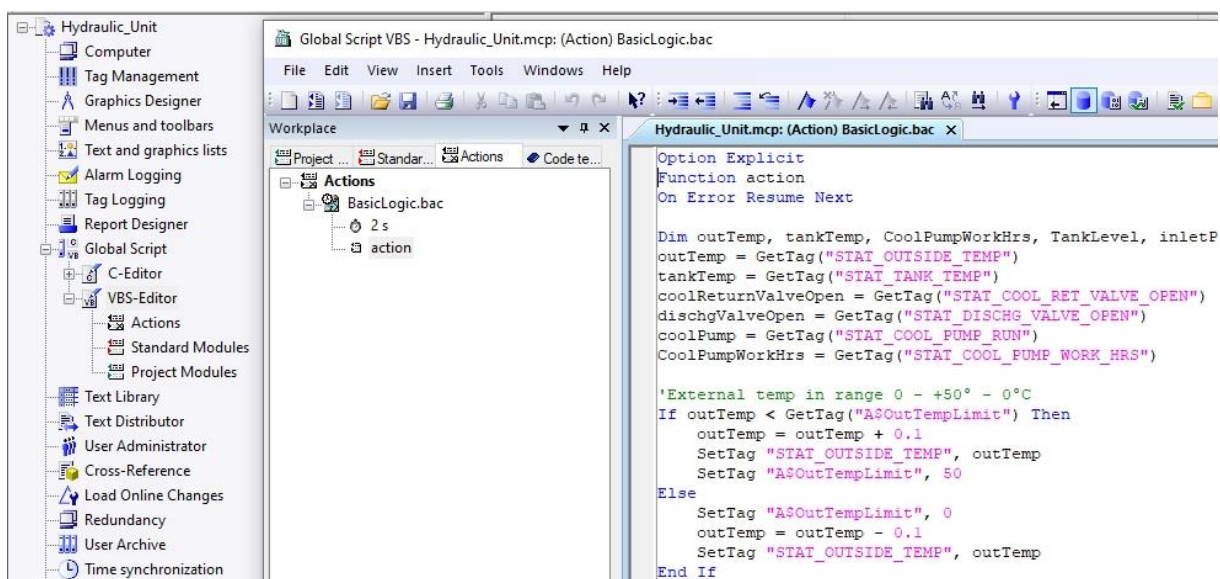 Hydraulic_Unit
Computer
Tag Management
Graphics Designer
Menus and toolbars
Text and graphics lists
Alarm Logging
Tag Logging
Report Designer
Global Script
C-Editor
VBS-Editor
Actions
Standard Modules
Project Modules
Text Library
Text Distributor
User Administrator
Cross-Reference
Load Online Changes
Redundancy
User Archive
Time synchronization
Global Script VBS - Hydraulic_Unit.mcp: (Action) BasicLogic.bac
File Edit View Insert Tools Windows Help
Workplace
Project ... Standar... Actions Code te...
Actions
BasicLogic.bac
2 s
action
Hydraulic_Unit.mcp: (Action) BasicLogic.bac X
Option Explicit
Function action
On Error Resume Next
Dim outTemp, tankTemp, CoolPumpWorkHrs, TankLevel, inletP
outTemp = GetTag("STAT_OUTSIDE_TEMP")
tankTemp = GetTag("STAT_TANK_TEMP")
coolReturnValveOpen = GetTag("STAT_COOL_RET_VALVE_OPEN")
dischgValveOpen = GetTag("STAT_DISCHG_VALVE_OPEN")
coolPump = GetTag("STAT_COOL_PUMP_RUN")
CoolPumpWorkHrs = GetTag("STAT_COOL_PUMP_WORK_HRS")
'External temp in range 0 - +50° - 0°C
If outTemp < GetTag("A$OutTempLimit") Then
outTemp = outTemp + 0.1
SetTag "STAT_OUTSIDE_TEMP", outTemp
SetTag "A$OutTempLimit", 50
Else
SetTag "A$OutTempLimit", 0
outTemp = outTemp - 0.1
SetTag "STAT_OUTSIDE_TEMP", outTemp
End If